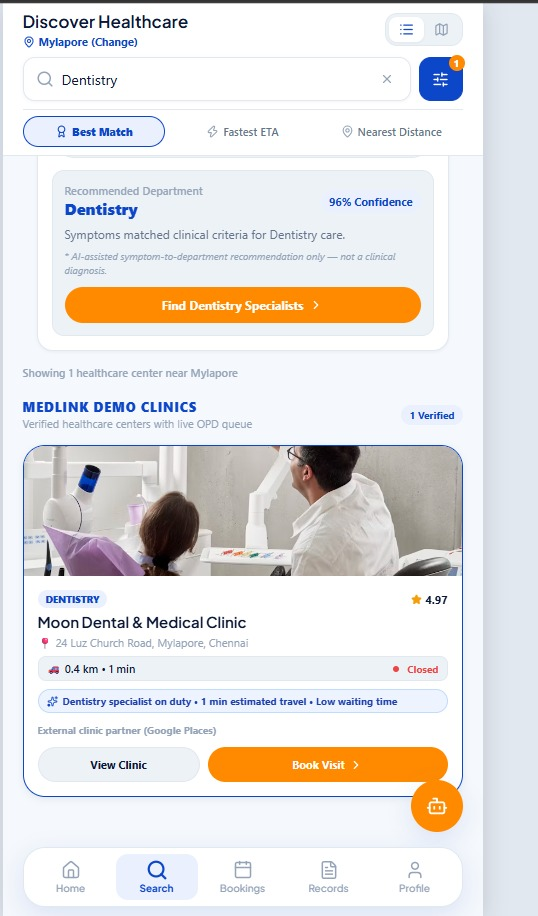 Discover Healthcare
Mylapore (Change)
Dentistry
1
Best Match
Fastest ETA
Nearest Distance
Recommended Department
Dentistry
96% Confidence
Symptoms matched clinical criteria for Dentistry care.
* AI-assisted symptom-to-department recommendation only — not a clinical
diagnosis.
Find Dentistry Specialists
Showing 1 healthcare center near Mylapore
MEDLINK DEMO CLINICS
Verified healthcare centers with live OPD queue
1 Verified
DENTISTRY
4.97
Moon Dental & Medical Clinic
24 Luz Church Road, Mylapore, Chennai
0.4 km • 1 min
Closed
Dentistry specialist on duty • 1 min estimated travel • Low waiting time
External clinic partner (Google Places)
View Clinic
Book Visit
Home
Search
Bookings
Records
Profile